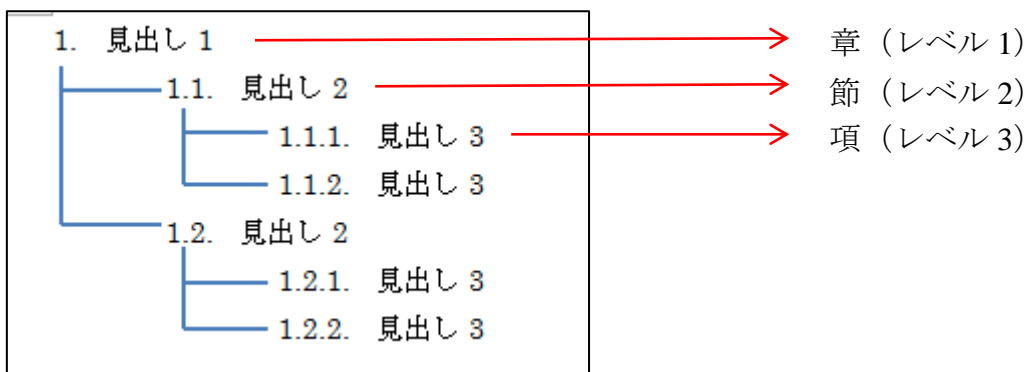 1. 見出し 1 章（レベル 1）
1.1. 見出し 2 節（レベル 2）
1.1.1. 見出し 3 項（レベル 3）
1.1.2. 見出し 3
1.2. 見出し 2
1.2.1. 見出し 3
1.2.2. 見出し 3